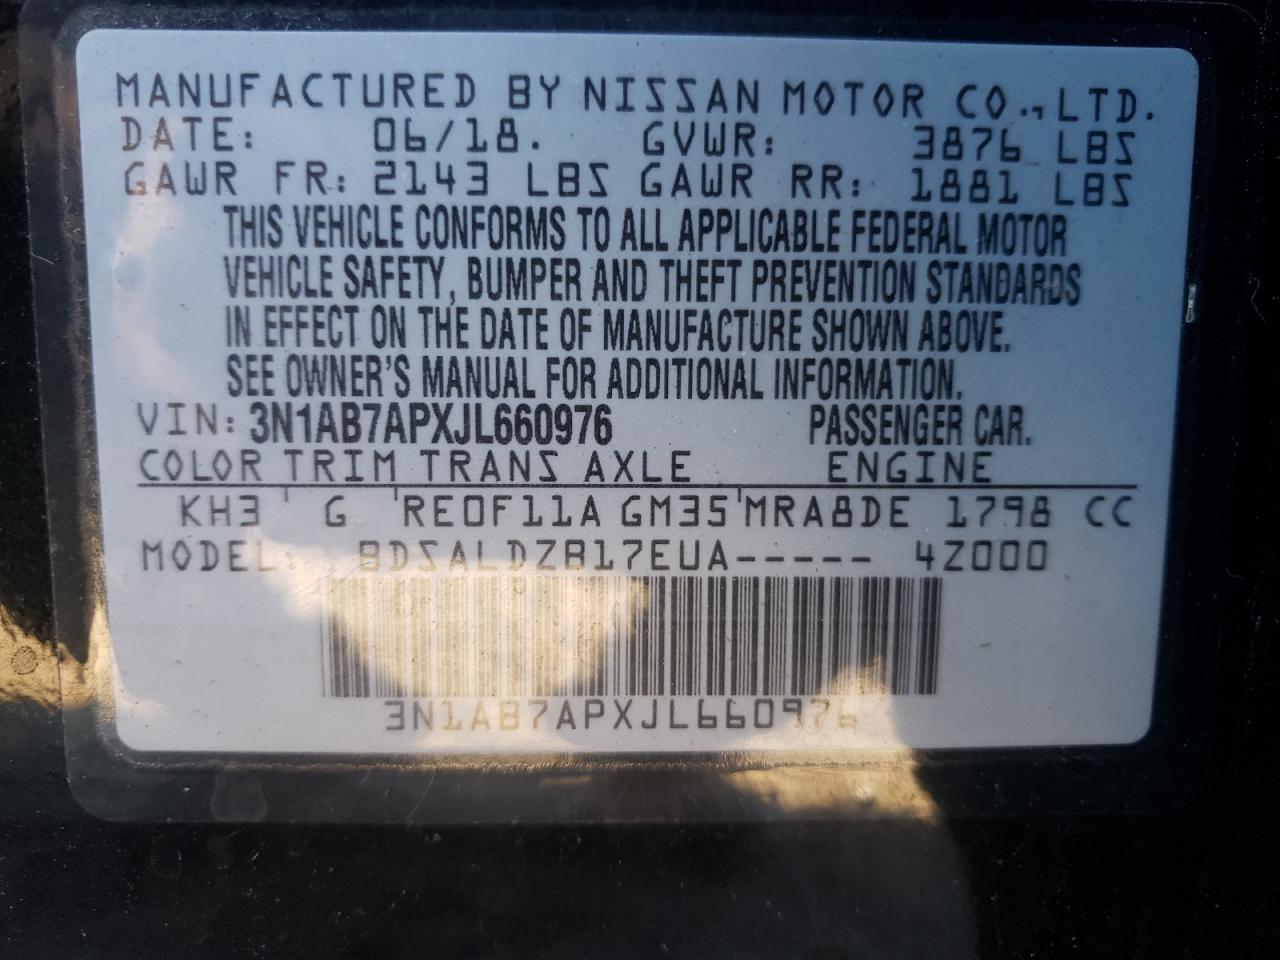 MANUFACTURED BY NISSAN MOTOR CO., LTD.
DATE: 06/18. GVWR: 3876 LBS
GAWR FR: 2143 LBS GAWR RR: 1881 LBS
THIS VEHICLE CONFORMS TO ALL APPLICABLE FEDERAL MOTOR
VEHICLE SAFETY, BUMPER AND THEFT PREVENTION STANDARDS
IN EFFECT ON THE DATE OF MANUFACTURE SHOWN ABOVE.
SEE OWNER'S MANUAL FOR ADDITIONAL INFORMATION.
VIN: 3N1AB7APXJL660976 PASSENGER CAR.
COLOR TRIM TRANS AXLE ENGINE
KH3 ' G 'RE0F11A GM35'MRA8DE 1798 CC
MODEL: BDSALDZB17EUA----- 4Z000
3N1AB7APXJL660976